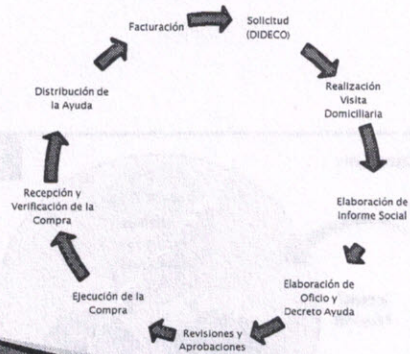 Facturación
Solicitud
(DIDECO)
Realización
Visita
Domiciliaria
Elaboración de
Informe Social
Elaboración de
Oficio y
Decreto Ayuda
Revisiones y
Aprobaciones
Ejecución de la
Compra
Recepción y
Verificación de la
Compra
Distribución de
la Ayuda